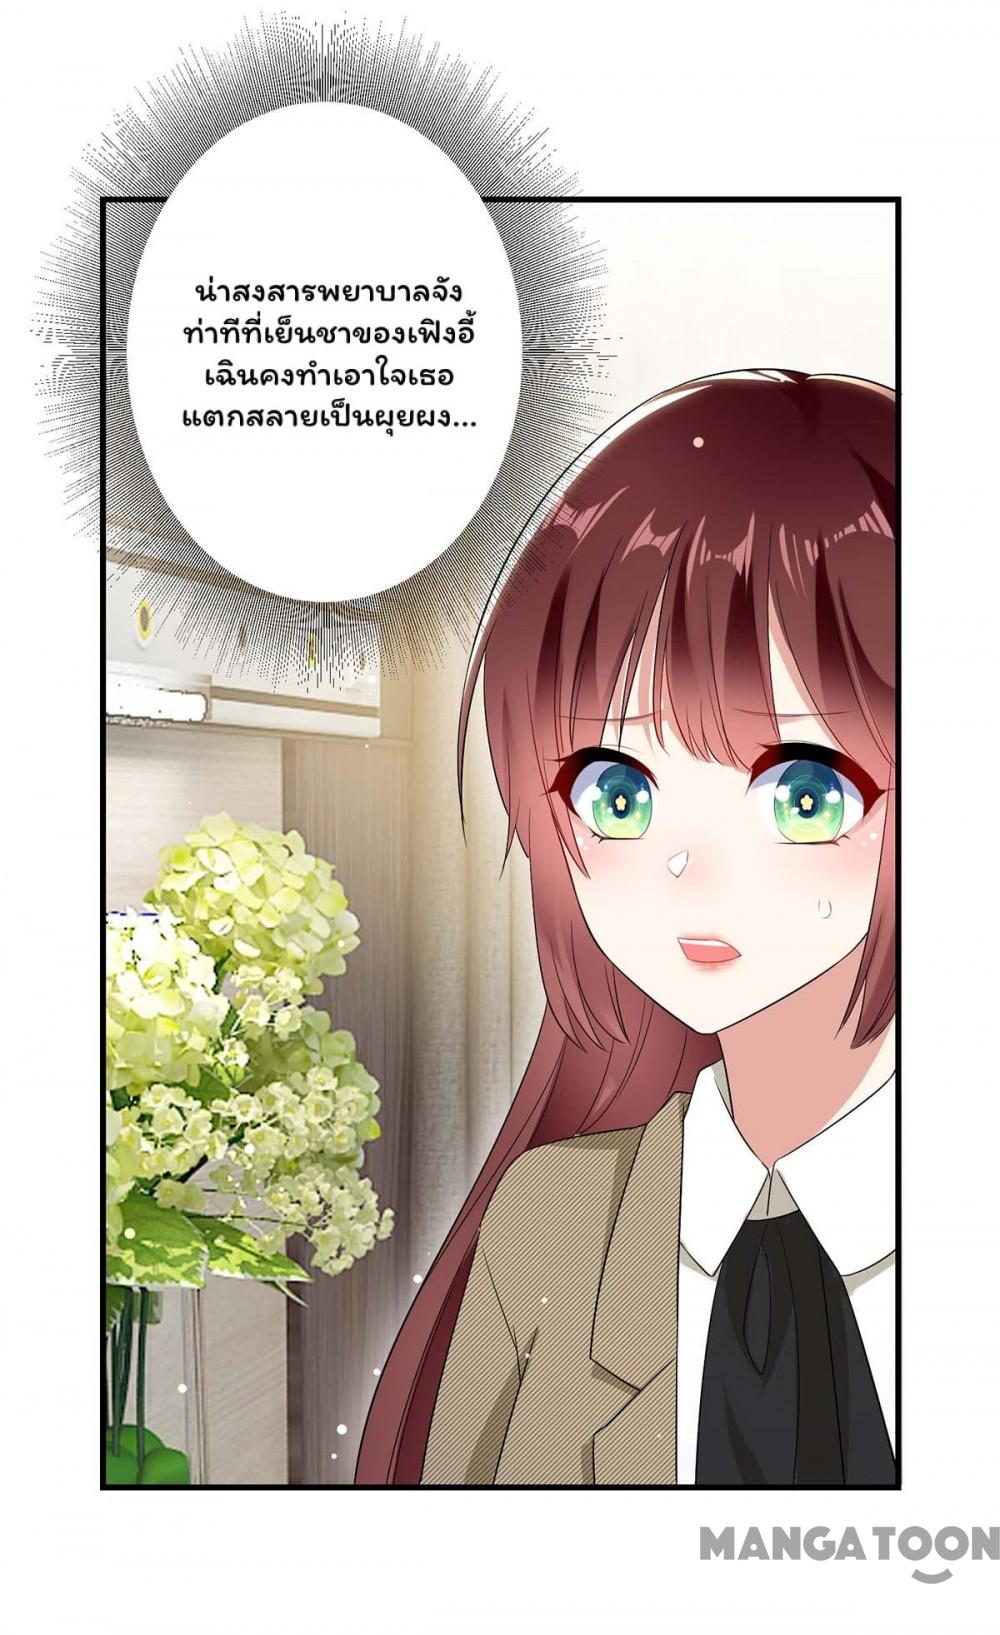 น่าสงสารพยาบาลจัง
ท่าทีที่เย็นชาของเฟิงอี้
เฉินคงทำเอาใจเธอ
แตกสลายเป็นผุยผง...
MANGATOON